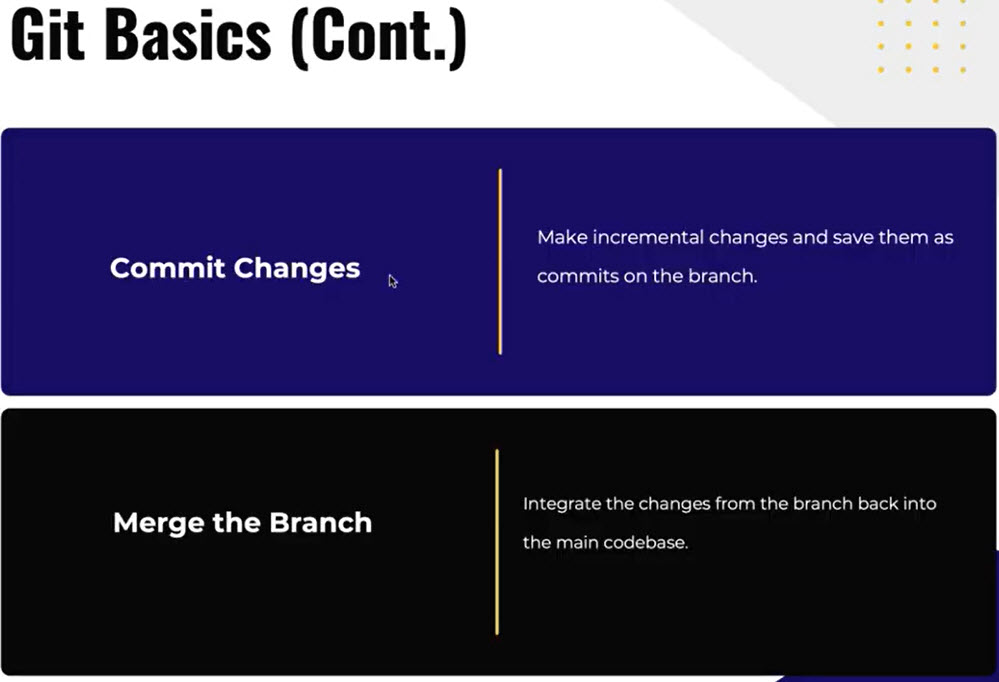 Git Basics (Cont.)
Commit Changes
Make incremental changes and save them as
commits on the branch.
Merge the Branch
Integrate the changes from the branch back into
the main codebase.